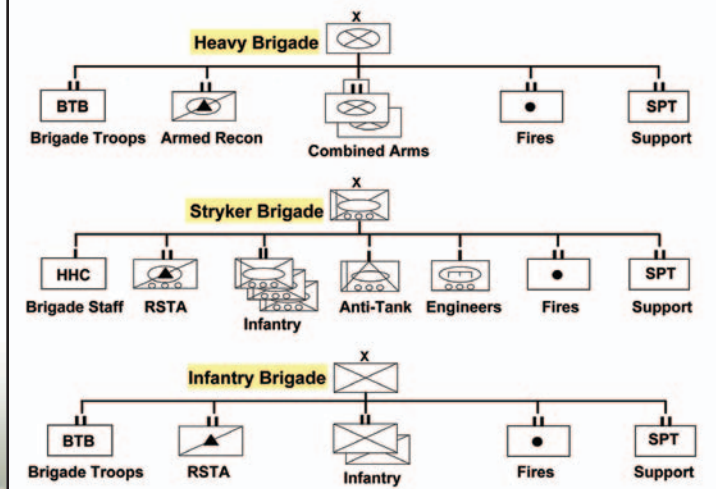 X
Heavy Brigade
BTB
SPT
Brigade Troops Armed Recon Combined Arms Fires Support
X
Stryker Brigade
HHC
SPT
Brigade Staff RSTA Infantry Anti-Tank Engineers Fires Support
X
Infantry Brigade
BTB
SPT
Brigade Troops RSTA Infantry Fires Support